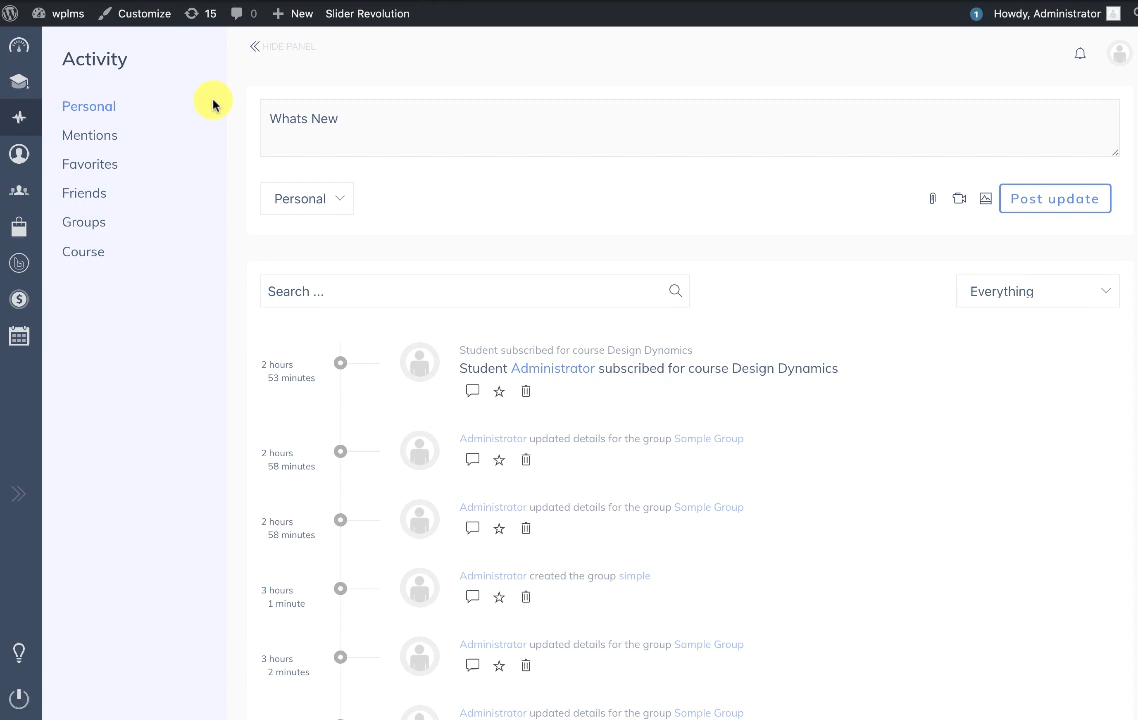 wplms Customize 15 0 New Slider Revolution 1 Howdy, Administrator
Activity
Personal
Mentions
Favorites
Friends
Groups
Course
HIDE PANEL
Whats New
Personal
Post update
Search ...
Everything
2 hours
53 minutes
Student subscribed for course Design Dynamics
Student Administrator subscribed for course Design Dynamics
2 hours
58 minutes
Administrator updated details for the group Sample Group
2 hours
58 minutes
Administrator updated details for the group Sample Group
3 hours
1 minute
Administrator created the group simple
3 hours
2 minutes
Administrator updated details for the group Sample Group
Administrator updated details for the group Sample Group